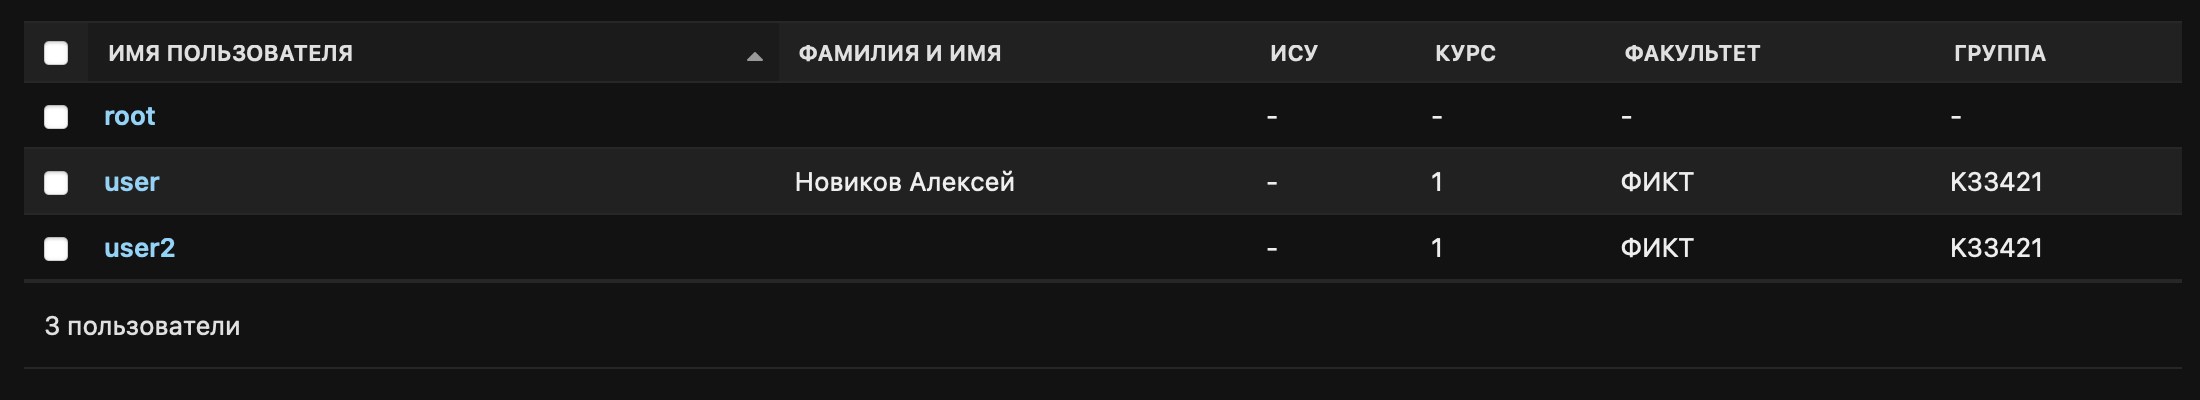 ИМЯ ПОЛЬЗОВАТЕЛЯ ФАМИЛИЯ И ИМЯ ИСУ КУРС ФАКУЛЬТЕТ ГРУППА
root - - - -
user Новиков Алексей - 1 ФИКТ K33421
user2 - 1 ФИКТ K33421
3 пользователи